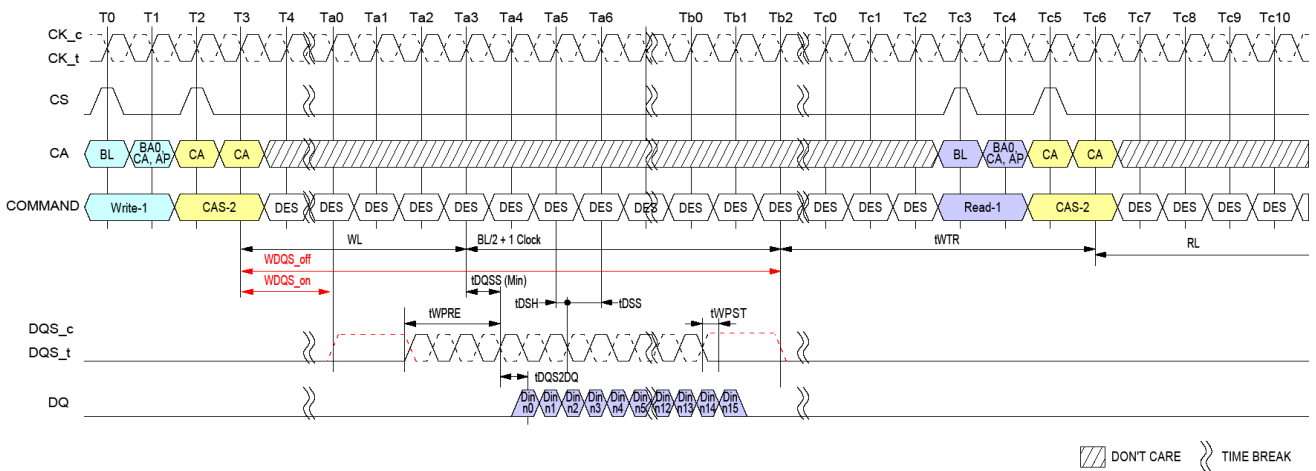 T0 T1 T2 T3 T4 Ta0 Ta1 Ta2 Ta3 Ta4 Ta5 Ta6 Tb0 Tb1 Tb2 Tc0 Tc1 Tc2 Tc3 Tc4 Tc5 Tc6 Tc7 Tc8 Tc9 Tc10
CK_c
CK_t
CS
CA BL BA0, CA, AP CA CA BL BA0, CA, AP CA CA
COMMAND Write-1 CAS-2 DES DES DES DES DES DES DES DES DES DES DES DES DES DES DES Read-1 CAS-2 DES DES DES DES
WL BL/2 + 1 Clock tWTR RL
WDQS_off
WDQS_on tDQSS (Min)
tDSH tDSS
tWPRE tWPST
DQS_c
DQS_t
tDQS2DQ
DQ Din n0 Din n1 Din n2 Din n3 Din n4 Din n5 Din n12 Din n13 Din n14 Din n15
DON'T CARE TIME BREAK